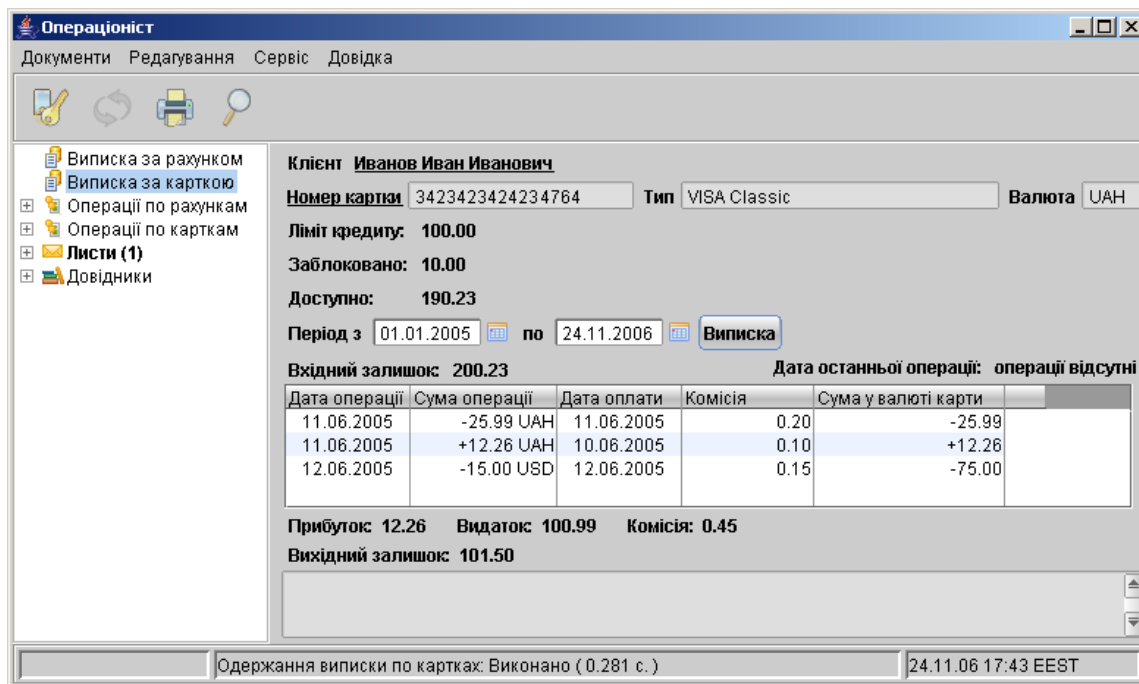 Операціоніст
Документи Редагування Сервіс Довідка
Виписка за рахунком
Виписка за карткою
Операції по рахункам
Операції по карткам
Листи (1)
Довідники
Клієнт Иванов Иван Иванович
Номер картки 3423423424234764 Тип VISA Classic Валюта UAH
Ліміт кредиту: 100.00
Заблоковано: 10.00
Доступно: 190.23
Період з 01.01.2005 по 24.11.2006 Виписка
Вхідний залишок: 200.23 Дата останньої операції: операції відсутні
Дата операції Сума операції Дата оплати Комісія Сума у валюті карти
11.06.2005 -25.99 UAH 11.06.2005 0.20 -25.99
11.06.2005 +12.26 UAH 10.06.2005 0.10 +12.26
12.06.2005 -15.00 USD 12.06.2005 0.15 -75.00
Прибуток: 12.26 Видаток: 100.99 Комісія: 0.45
Вихідний залишок: 101.50
Одержання виписки по картках: Виконано ( 0.281 с. ) 24.11.06 17:43 EEST